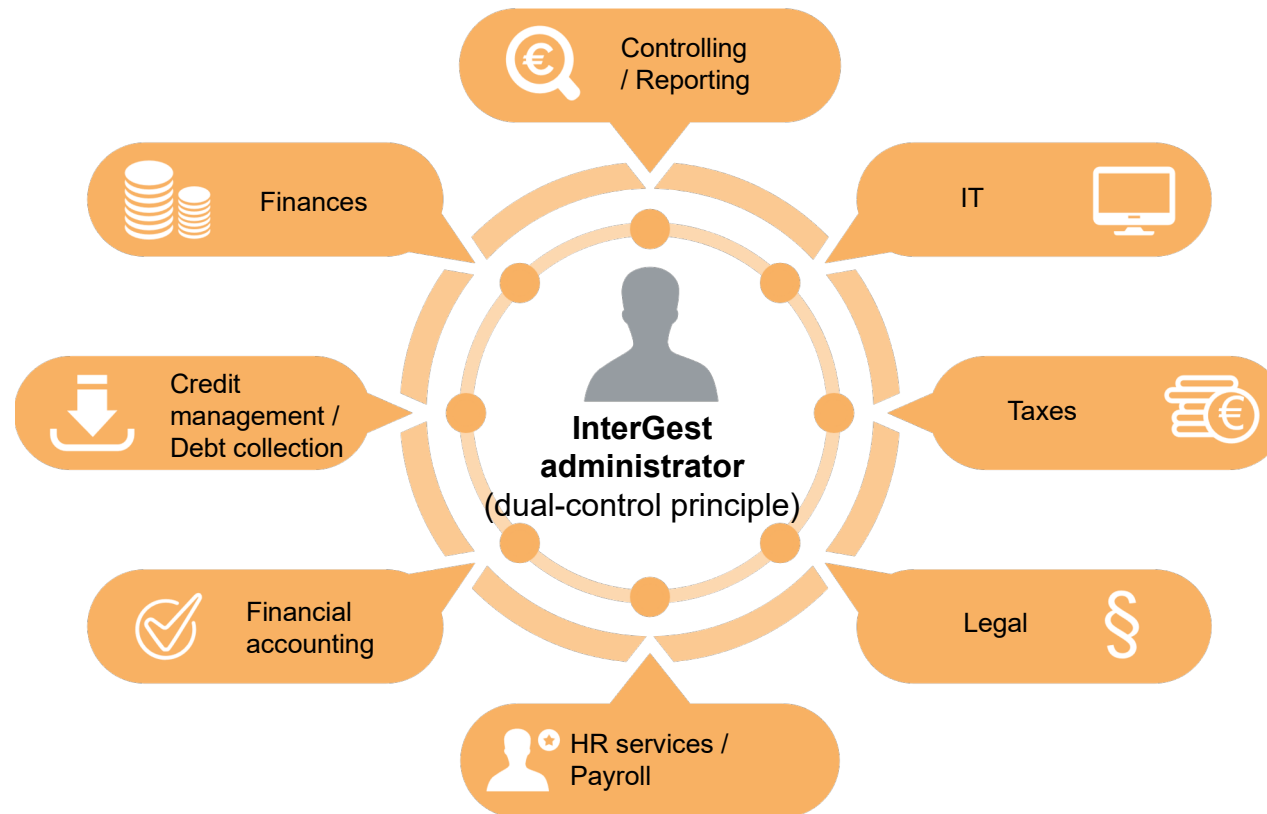 Controlling
/ Reporting
Finances
IT
Credit
management /
Debt collection
InterGest
administrator
(dual-control principle)
Taxes
Financial
accounting
Legal
HR services /
Payroll